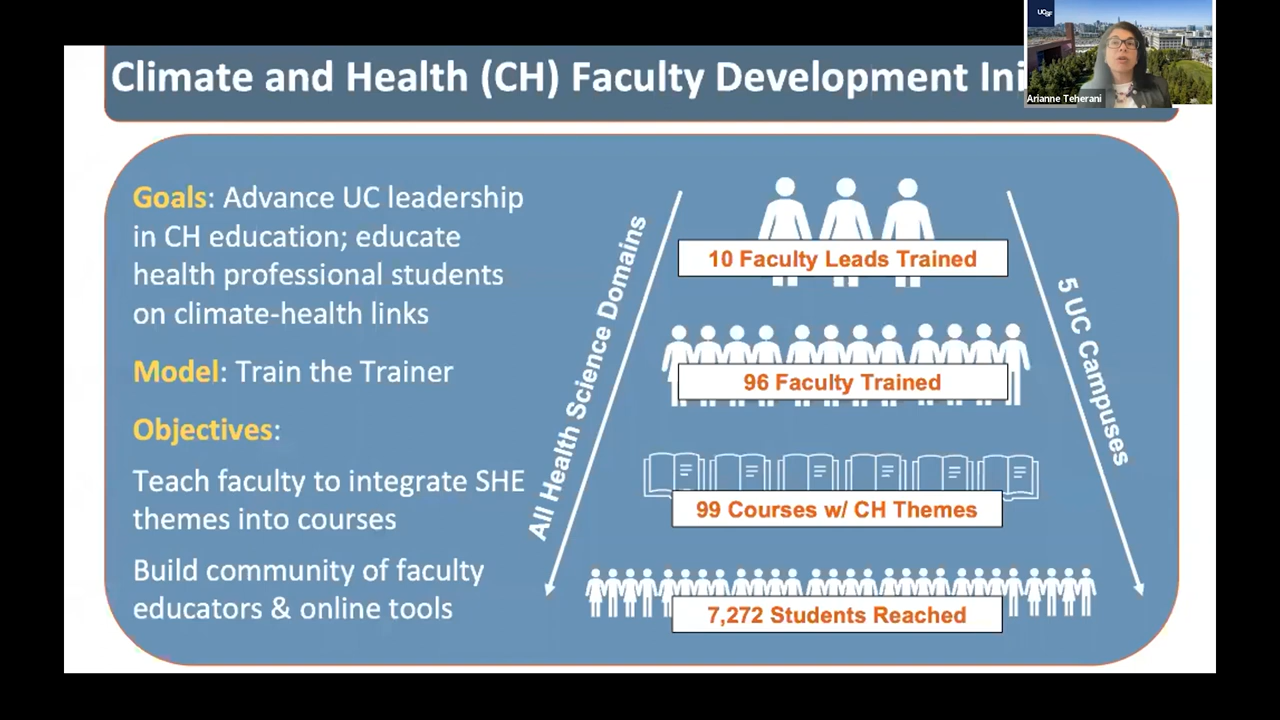 Climate and Health (CH) Faculty Development Ini
UCSF
Arianne Teherani
Goals: Advance UC leadership
in CH education; educate
health professional students
on climate-health links
Model: Train the Trainer
Objectives:
Teach faculty to integrate SHE
themes into courses
Build community of faculty
educators & online tools
All Health Science Domains
10 Faculty Leads Trained
96 Faculty Trained
99 Courses w/ CH Themes
7,272 Students Reached
5 UC Campuses